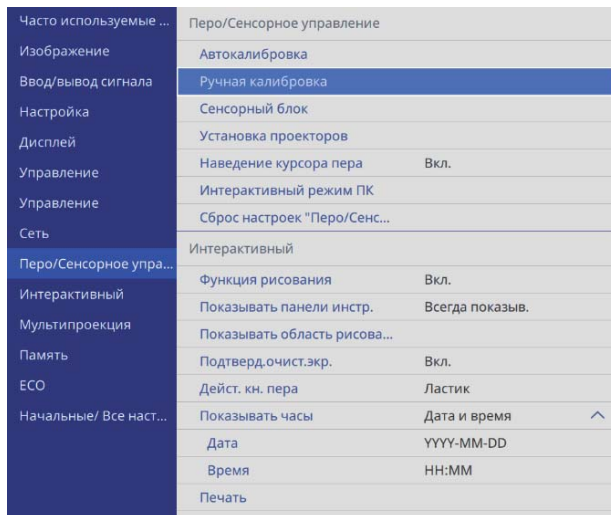 Часто используемые ...
Изображение
Ввод/вывод сигнала
Настройка
Дисплей
Управление
Управление
Сеть
Перо/Сенсорное упра...
Интерактивный
Мультипроекция
Память
ECO
Начальные/ Все наст...
Перо/Сенсорное управление
Автокалибровка
Ручная калибровка
Сенсорный блок
Установка проекторов
Наведение курсора пера Вкл.
Интерактивный режим ПК
Сброс настроек "Перо/Сенс...
Интерактивный
Функция рисования Вкл.
Показывать панели инстр. Всегда показыв.
Показывать область рисова...
Подтверд.очист.экр. Вкл.
Дейст. кн. пера Ластик
Показывать часы Дата и время
Дата YYYY-MM-DD
Время HH:MM
Печать